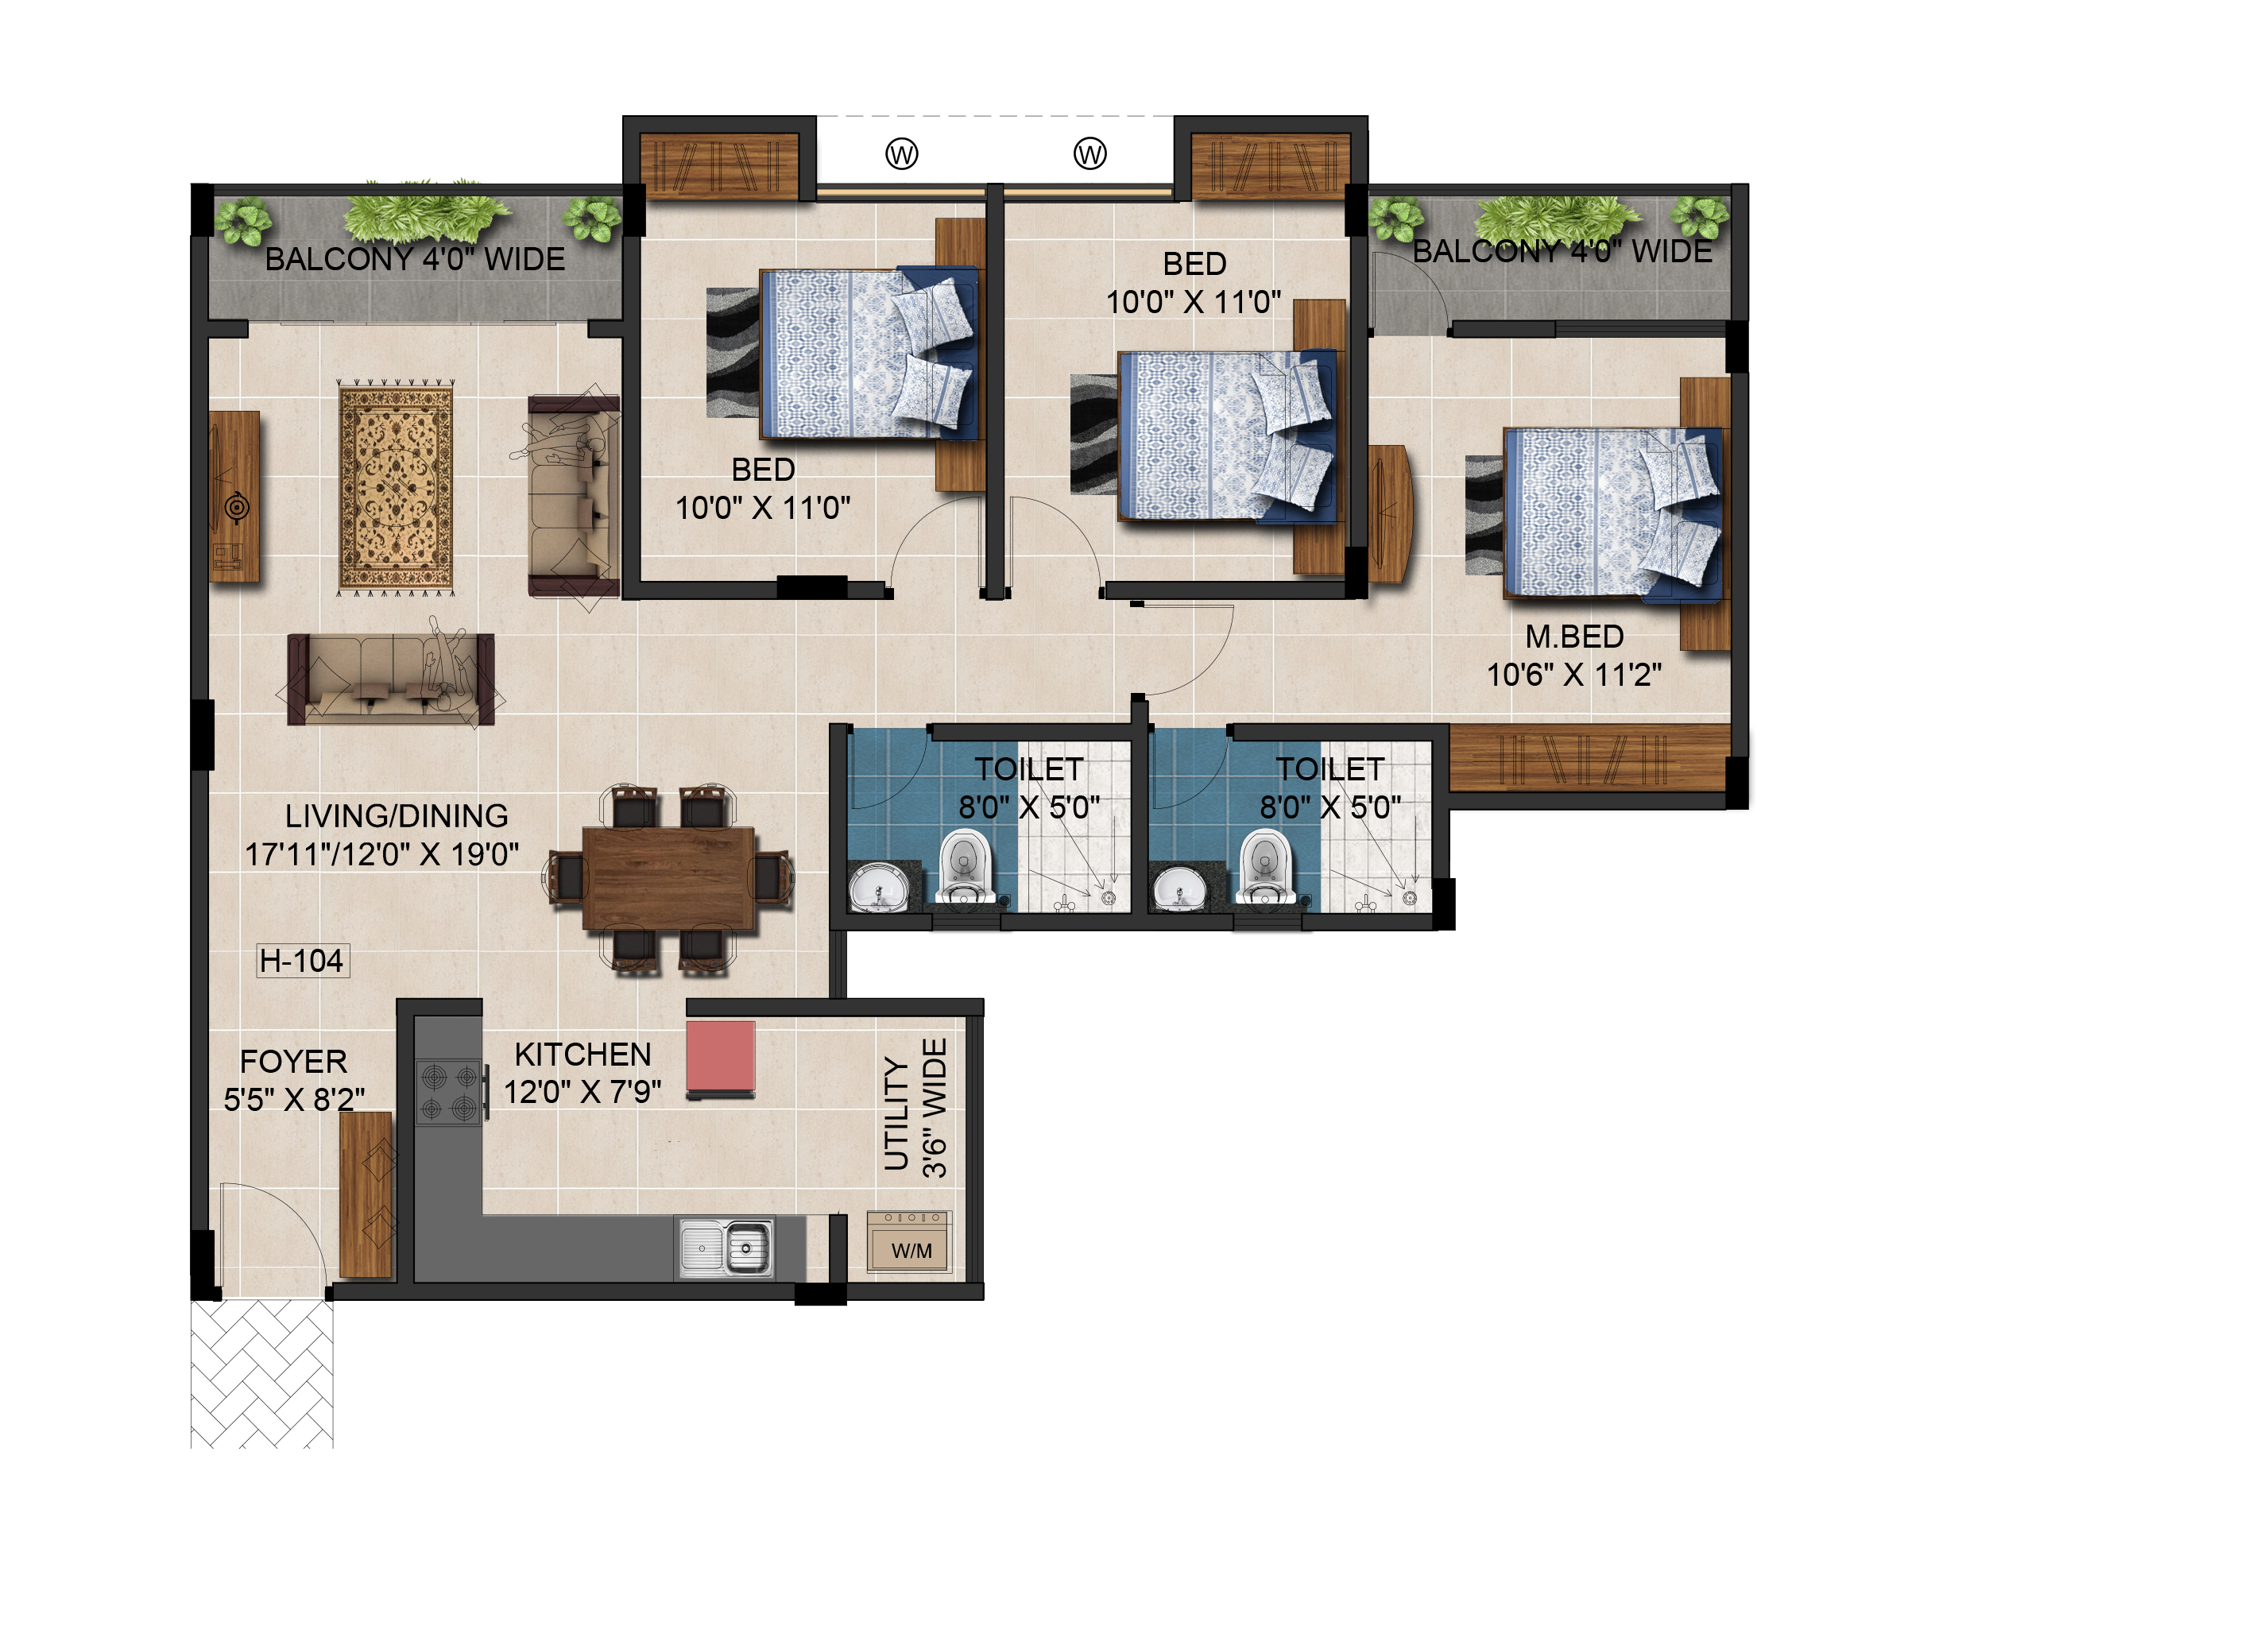 W
W
BALCONY 4'0" WIDE
BALCONY 4'0" WIDE
BED
10'0" X 11'0"
BED
10'0" X 11'0"
M.BED
10'6" X 11'2"
TOILET
8'0" X 5'0"
TOILET
8'0" X 5'0"
LIVING/DINING
17'11"/12'0" X 19'0"
H-104
FOYER
5'5" X 8'2"
KITCHEN
12'0" X 7'9"
UTILITY
3'6" WIDE
W/M